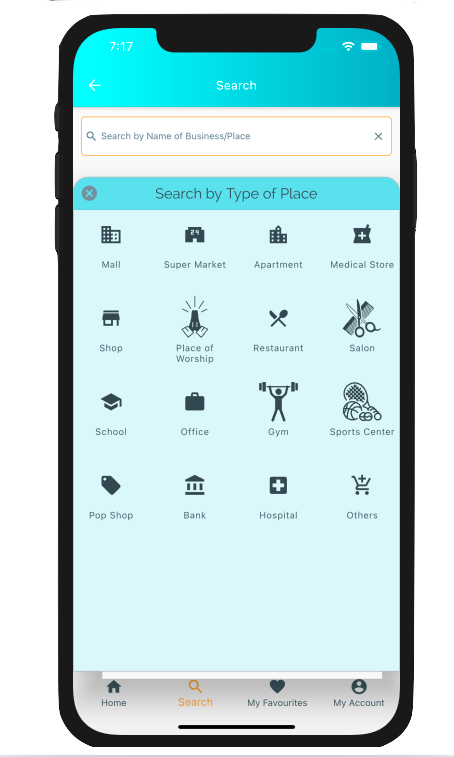 7:17
Search
Search by Name of Business/Place
Search by Type of Place
Mall Super Market Apartment Medical Store
24
Shop Place of Worship Restaurant Salon
School Office Gym Sports Center
Pop Shop Bank Hospital Others
Home Search My Favourites My Account